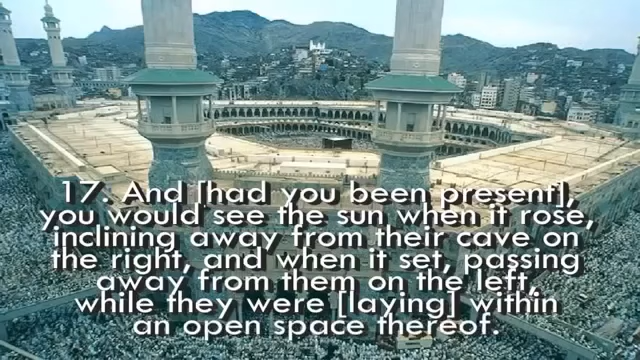 17. And [had you been present],
you would see the sun when it rose,
inclining away from their cave on
the right, and when it set, passing
away from them on the left,
while they were [laying] within
an open space thereof.